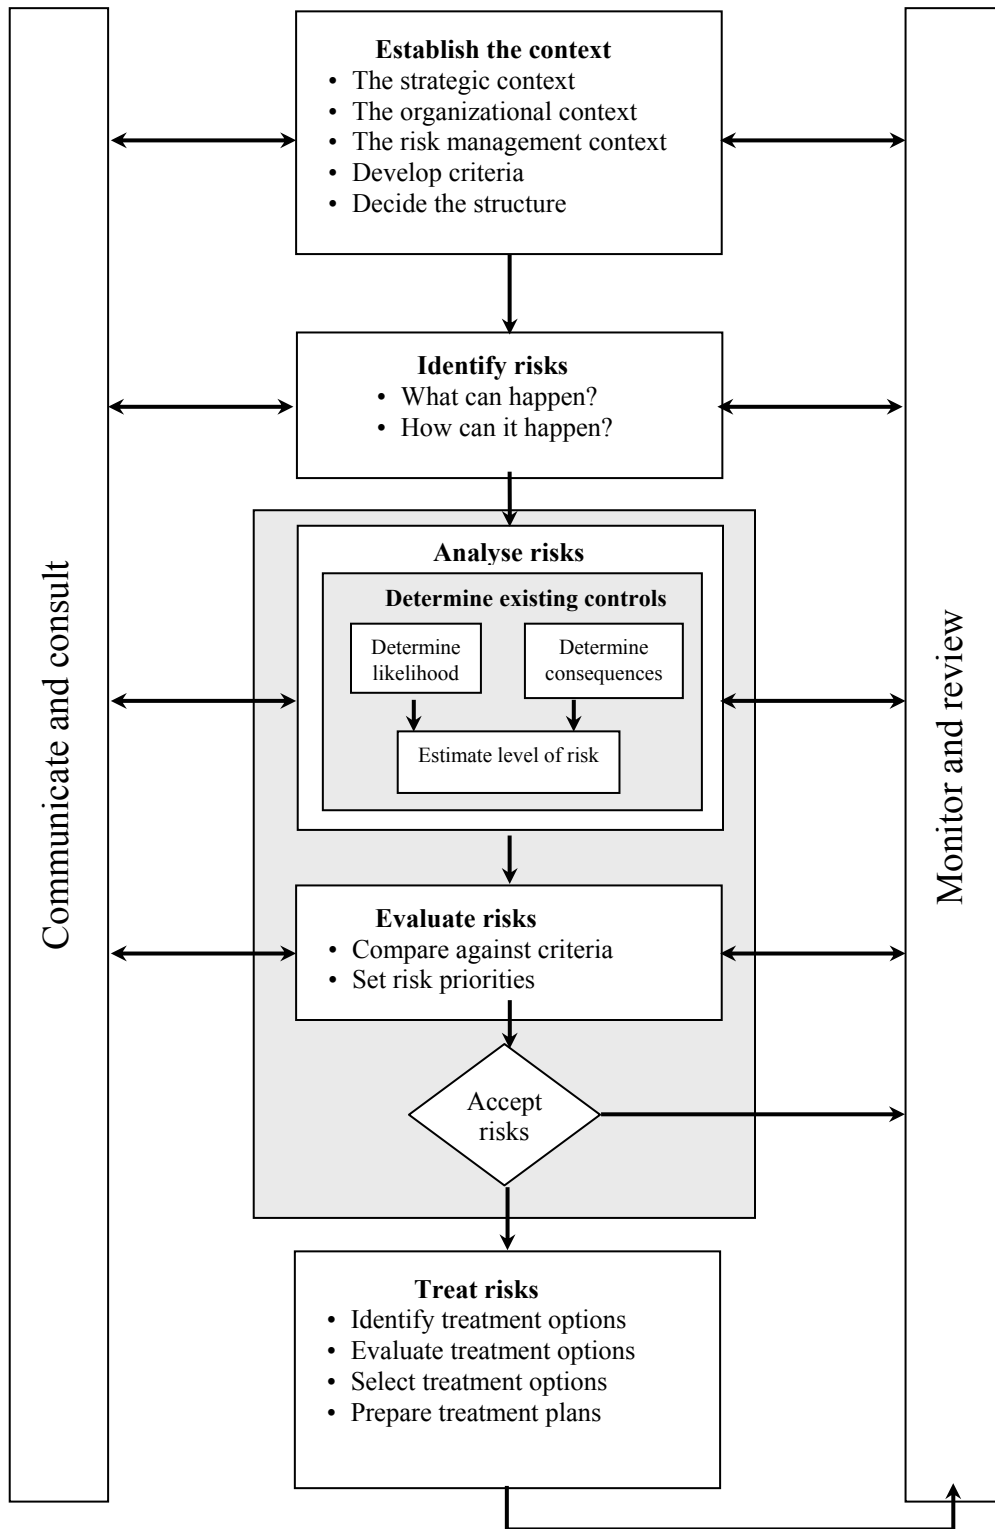 Establish the context
• The strategic context
• The organizational context
• The risk management context
• Develop criteria
• Decide the structure
Identify risks
• What can happen?
• How can it happen?
Analyse risks
Determine existing controls
Determine
likelihood
Determine
consequences
Estimate level of risk
Evaluate risks
• Compare against criteria
• Set risk priorities
Accept
risks
Treat risks
• Identify treatment options
• Evaluate treatment options
• Select treatment options
• Prepare treatment plans
Communicate and consult
Monitor and review